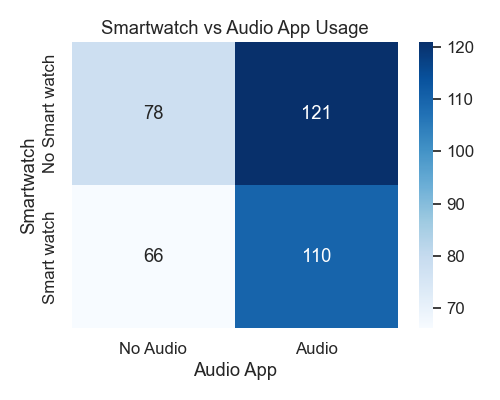 Smartwatch vs Audio App Usage
Smartwatch
No Smart watch
Smart watch
78
121
66
110
No Audio
Audio
Audio App
120
110
100
90
80
70